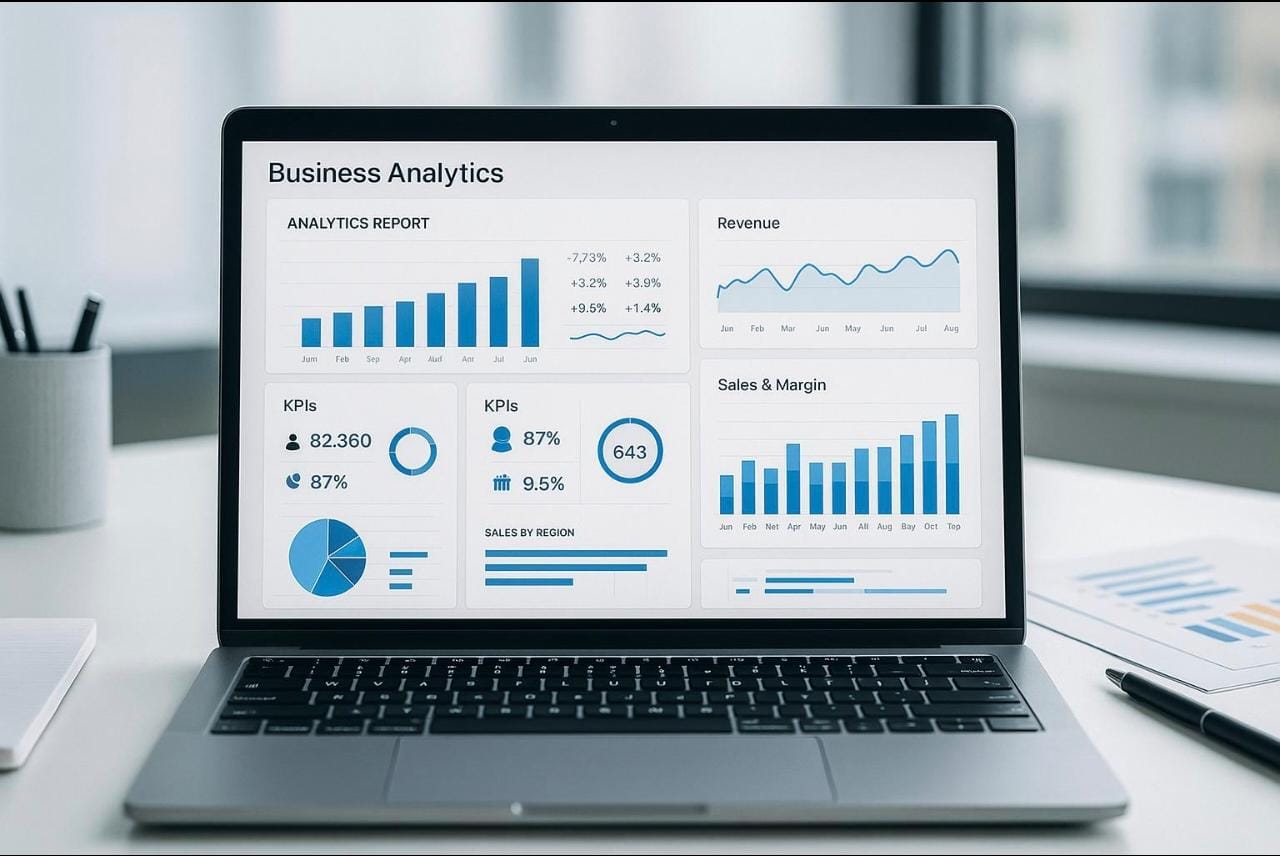 Business Analytics
ANALYTICS REPORT
-7,73% +3.2%
+3.2% +3.9%
+9.5% +1.4%
Jum Feb Sep Apr Aud Anr Jul Jun
Revenue
Jun Feb Mar Jun May Jun Jul Aug
KPIs
82.360
87%
KPIs
87%
9.5%
643
SALES BY REGION
Sales & Margin
Jun Feb Net Apr May Jun All Aug Bay Oct Tep